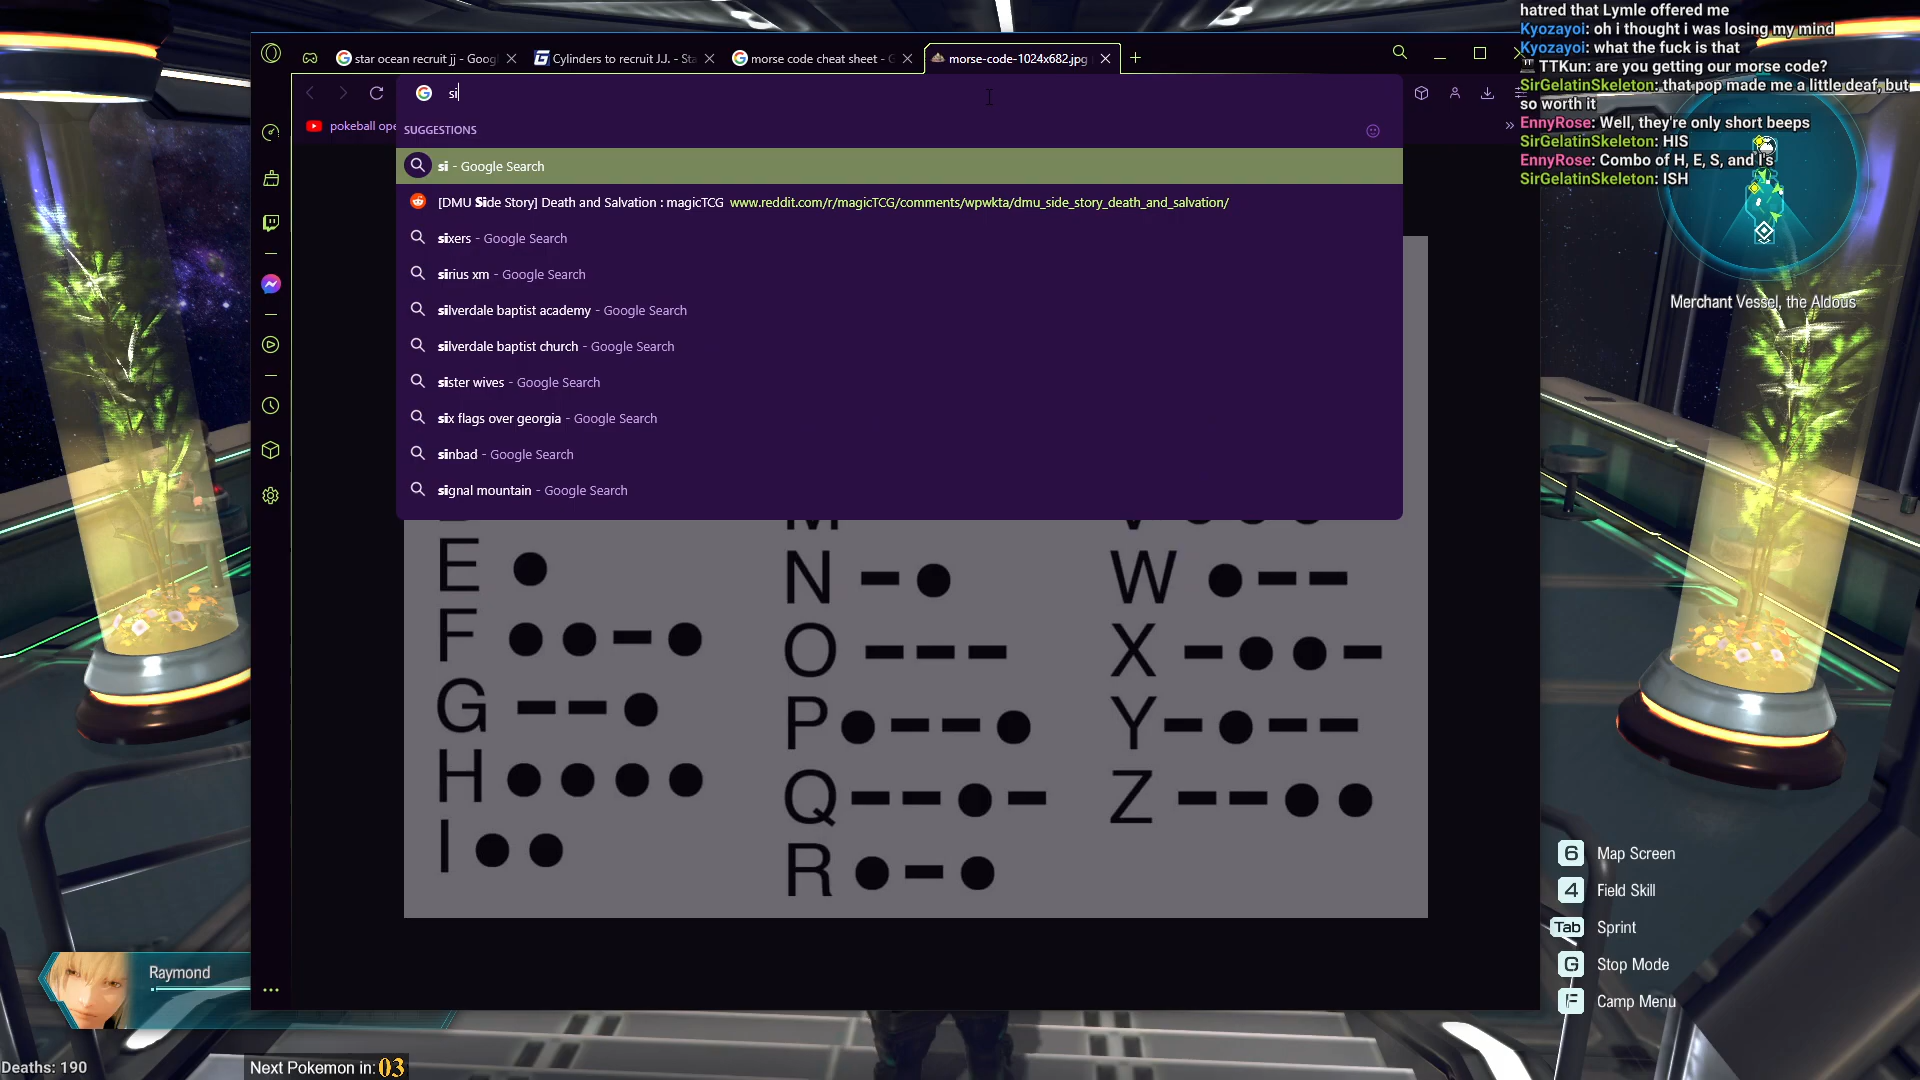 hatred that Lymle offered me
Kyozayoi: oh i thought i was losing my mind
Kyozayoi: what the fuck is that
TTKun: are you getting our morse code?
SirGelatinSkeleton: that pop made me a little deaf, but
so worth it
EnnyRose: Well, they're only short beeps
SirGelatinSkeleton: HIS
EnnyRose: Combo of H, E, S, and I's
SirGelatinSkeleton: ISH
star ocean recruit jj - Goog
Cylinders to recruit J.J. - Sta
morse code cheat sheet - G
morse-code-1024x682.jpg
si
pokeball ope
SUGGESTIONS
si - Google Search
[DMU Side Story] Death and Salvation : magicTCG www.reddit.com/r/magicTCG/comments/wpwkta/dmu_side_story_death_and_salvation/
sixers - Google Search
sirius xm - Google Search
silverdale baptist academy - Google Search
silverdale baptist church - Google Search
sister wives - Google Search
six flags over georgia - Google Search
sinbad - Google Search
signal mountain - Google Search
Merchant Vessel, the Aldous
M
V
E
N
W
F
O
X
G
P
Y
H
Q
Z
I
R
6 Map Screen
4 Field Skill
Tab Sprint
G Stop Mode
F Camp Menu
Raymond
Deaths: 190
Next Pokemon in: 03